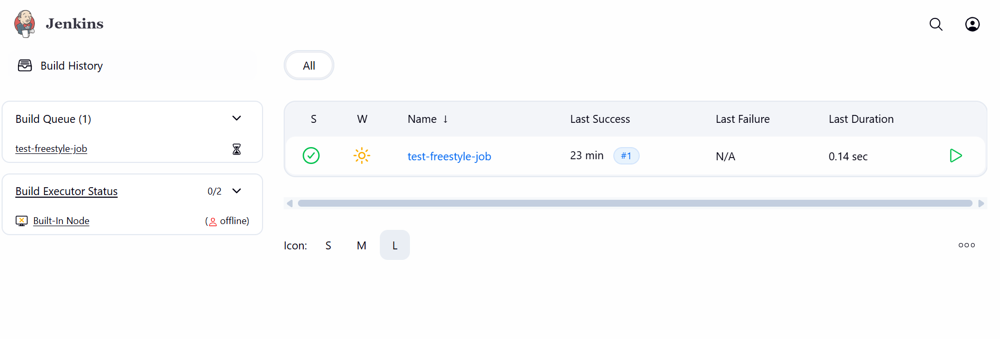 Jenkins
Build History
All
Build Queue (1)
test-freestyle-job
Build Executor Status 0/2
Built-In Node ( offline)
S W Name ↓ Last Success Last Failure Last Duration
test-freestyle-job 23 min #1 N/A 0.14 sec
Icon: S M L